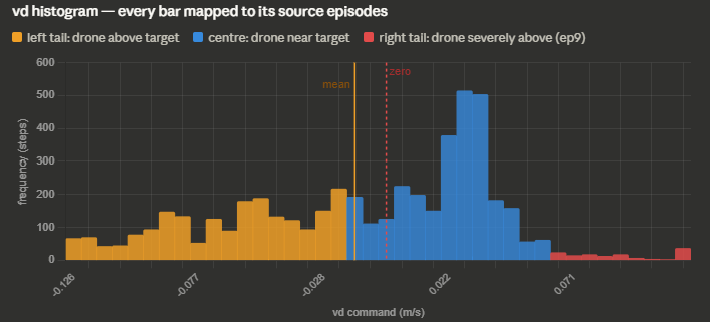 vd histogram — every bar mapped to its source episodes
left tail: drone above target centre: drone near target right tail: drone severely above (ep9)
600
mean
zero
500
400
300
200
100
0
frequency (steps)
-0.126 -0.077 -0.028 0.022 0.071
vd command (m/s)